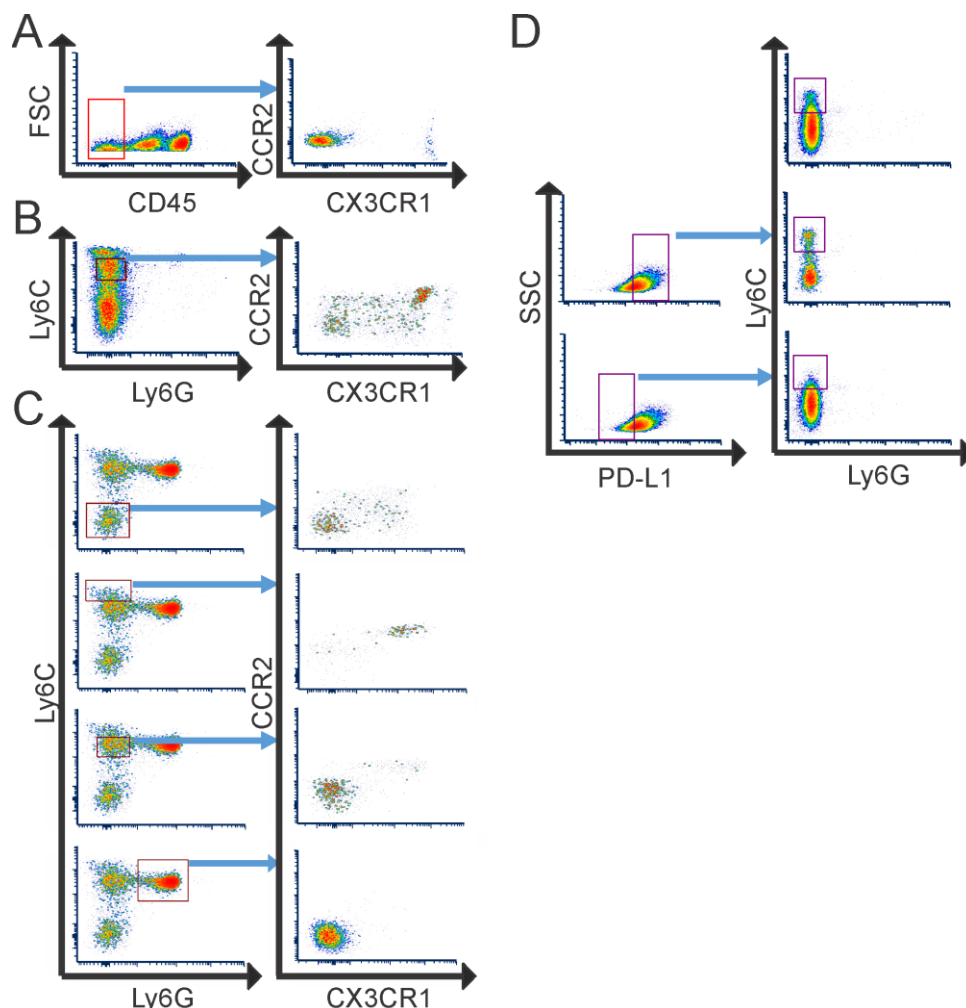 A
FSC
CD45
CCR2
CX3CR1
B
Ly6C
Ly6G
CCR2
CX3CR1
C
Ly6C
Ly6G
CCR2
CX3CR1
D
SSC
PD-L1
Ly6C
Ly6G